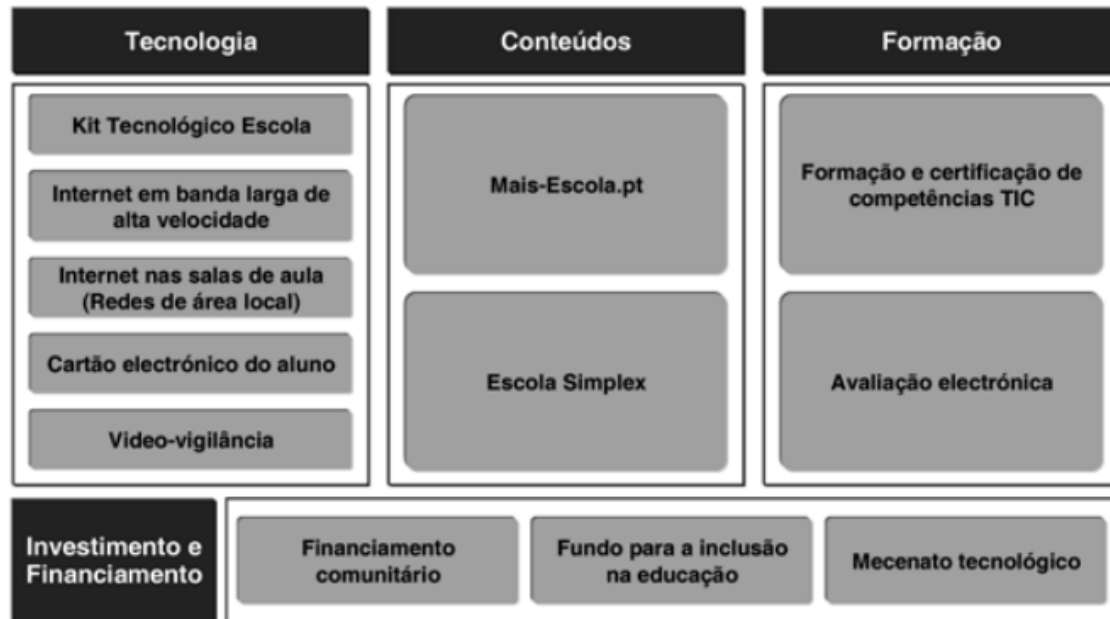 Tecnologia
Kit Tecnológico Escola
Internet em banda larga de
alta velocidade
Internet nas salas de aula
(Redes de área local)
Cartão electrónico do aluno
Video-vigilância
Conteúdos
Mais-Escola.pt
Escola Simplex
Formação
Formação e certificação de
competências TIC
Avaliação electrónica
Investimento e
Financiamento
Financiamento
comunitário
Fundo para a inclusão
na educação
Mecenato tecnológico